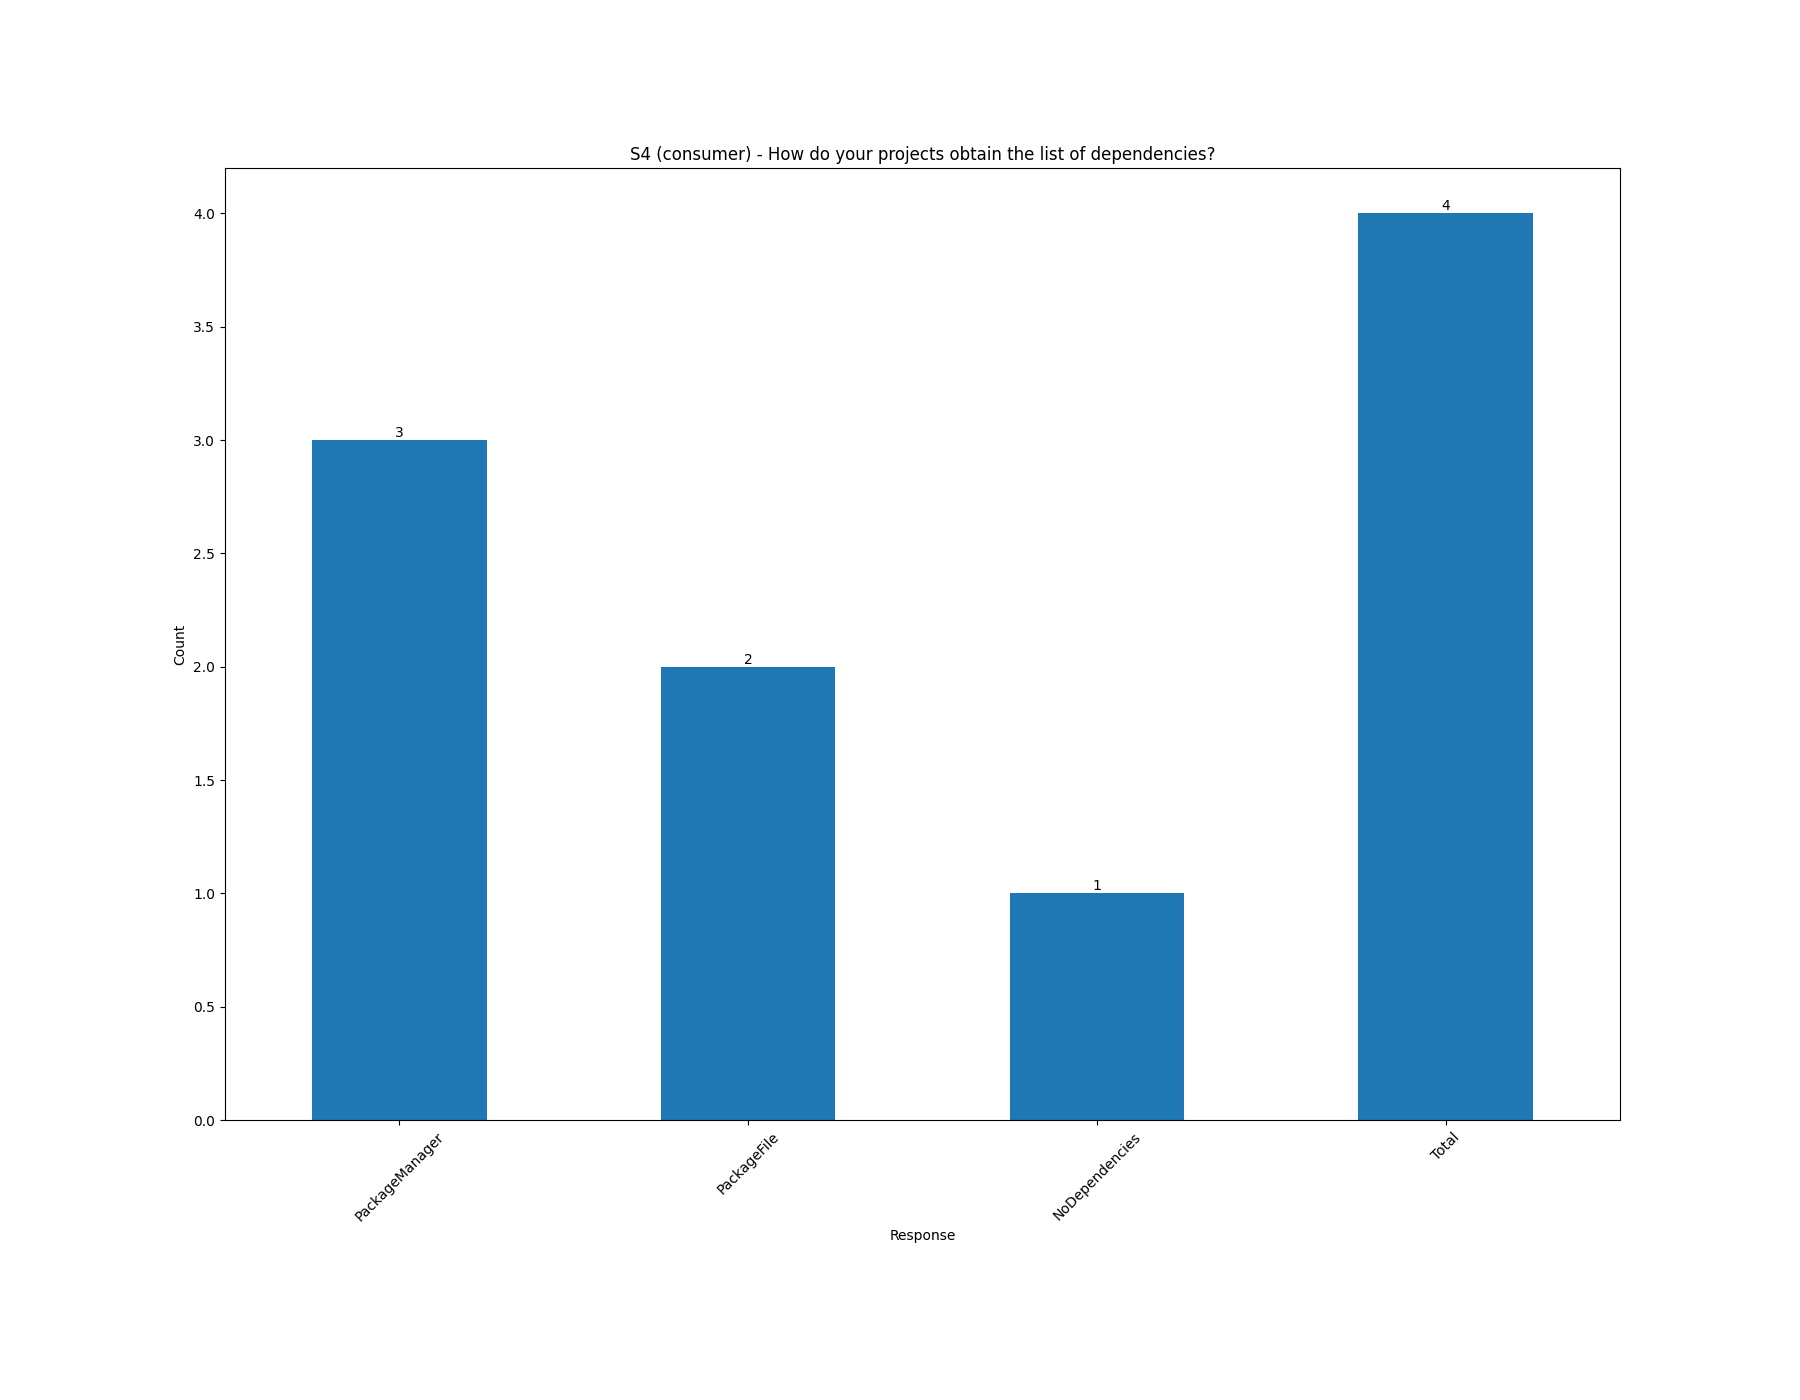 S4 (consumer) - How do your projects obtain the list of dependencies?
4.0
3.5
3.0
2.5
2.0
1.5
1.0
0.5
0.0
Count
3
2
1
4
PackageManager
PackageFile
NoDependencies
Total
Response